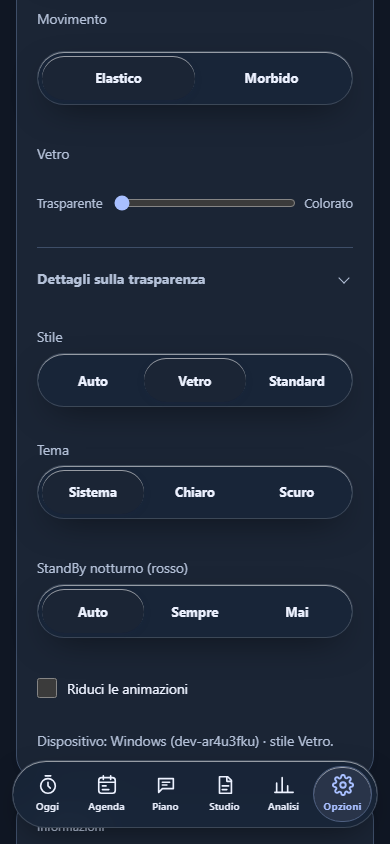 Movimento
Elastico Morbido
Vetro
Trasparente Colorato
Dettagli sulla trasparenza
Stile
Auto Vetro Standard
Tema
Sistema Chiaro Scuro
StandBy notturno (rosso)
Auto Sempre Mai
Riduci le animazioni
Dispositivo: Windows (dev-ar4u3fku) · stile Vetro.
Oggi Agenda Piano Studio Analisi Opzioni
Informazioni